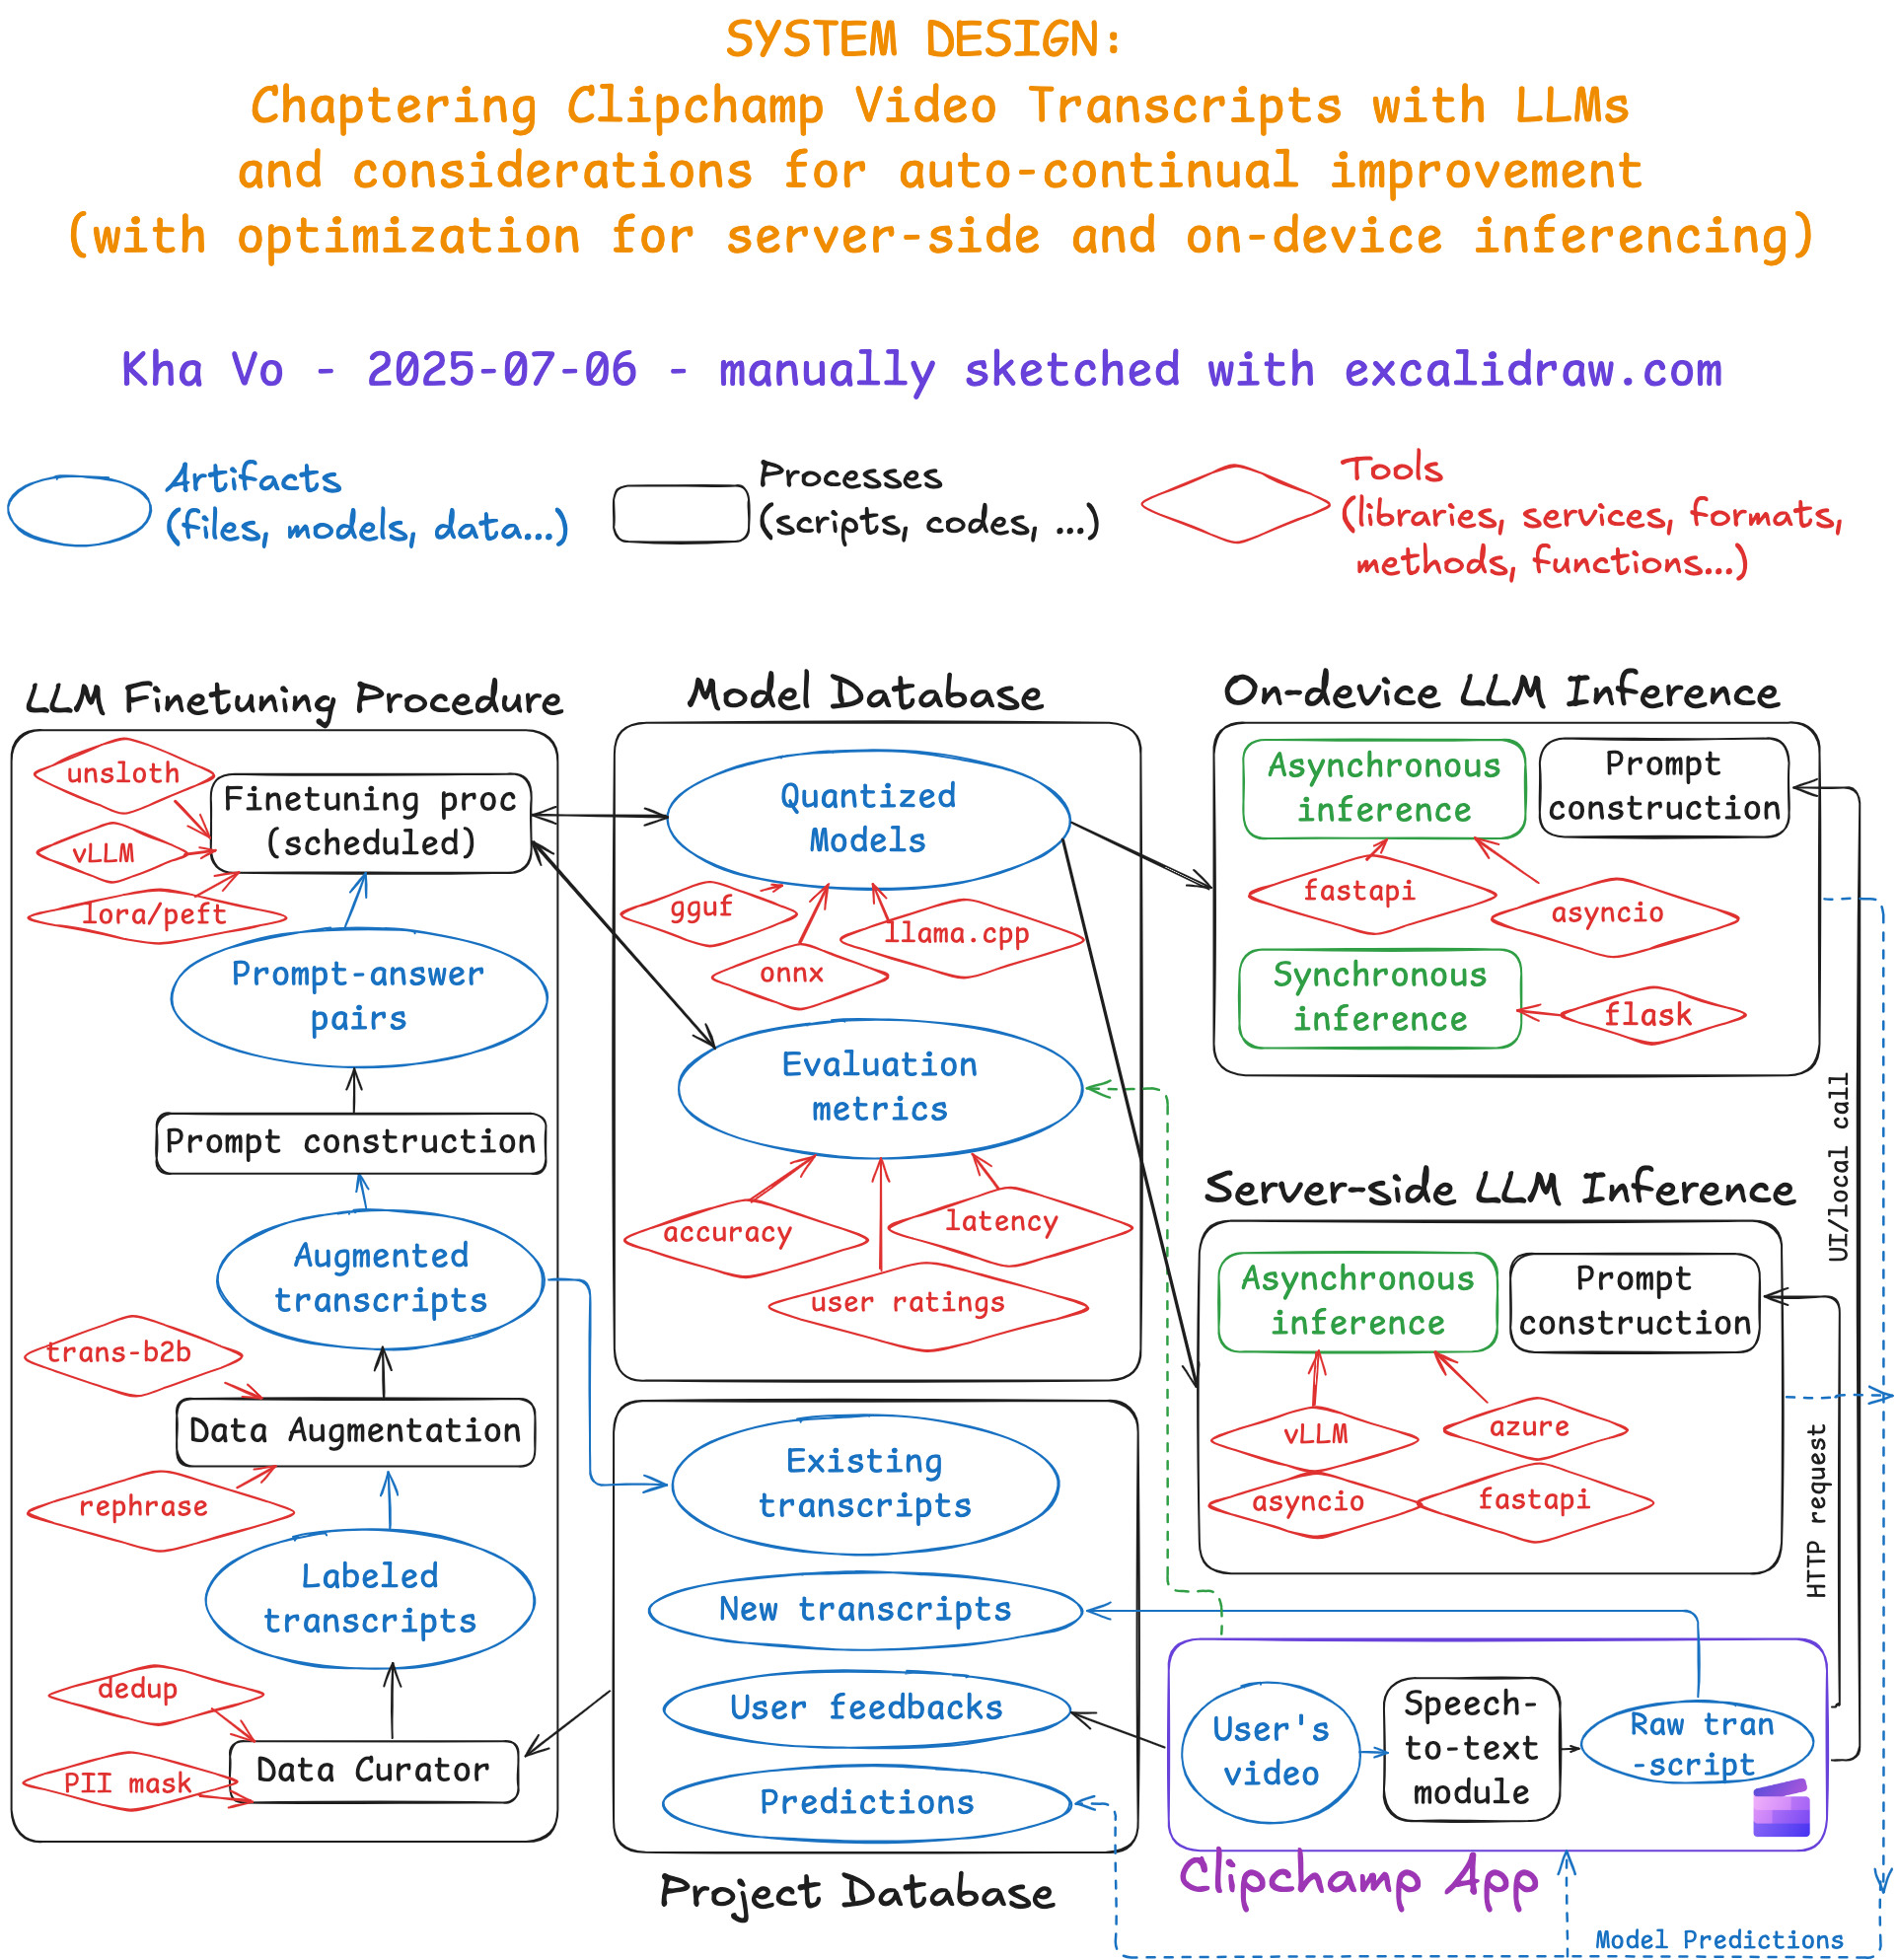 SYSTEM DESIGN:
Chaptering Clipchamp Video Transcripts with LLMs
and considerations for auto-continual improvement
(with optimization for server-side and on-device inferencing)
Kha Vo - 2025-07-06 - manually sketched with excalidraw.com
Artifacts
(files, models, data...)
Processes
(scripts, codes, ...)
Tools
(libraries, services, formats,
methods, functions...)
LLM Finetuning Procedure
unsloth
Finetuning proc
(scheduled)
vLLM
lora/peft
Prompt-answer
pairs
Prompt construction
Augmented
transcripts
trans-b2b
Data Augmentation
rephrase
Labeled
transcripts
dedup
Data Curator
PII mask
Model Database
Quantized
Models
gguf
llama.cpp
onnx
Evaluation
metrics
accuracy
latency
user ratings
Existing
transcripts
New transcripts
User feedbacks
Predictions
Project Database
On-device LLM Inference
Asynchronous
inference
Prompt
construction
fastapi
asyncio
Synchronous
inference
flask
UI/local call
Server-side LLM Inference
Asynchronous
inference
Prompt
construction
vLLM
azure
asyncio
fastapi
HTTP request
User's
video
Speech-
to-text
module
Raw tran
-script
Clipchamp App
Model Predictions